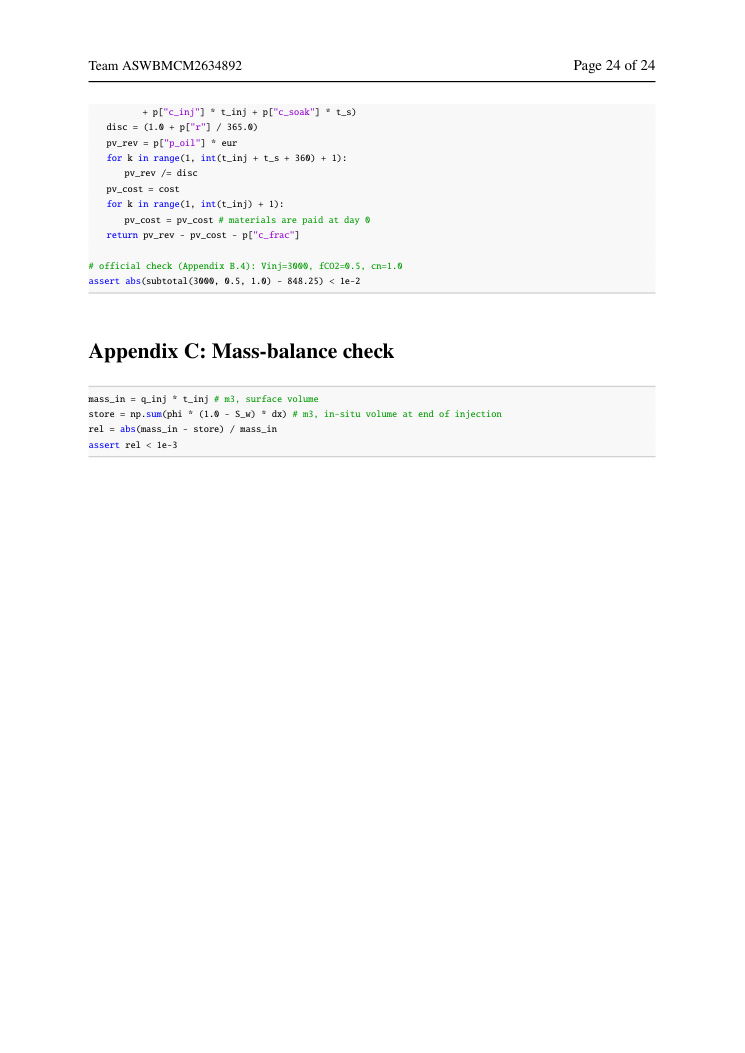 Team ASWBMCM2634892
Page 24 of 24
+ p["c_inj"] * t_inj + p["c_soak"] * t_s)
disc = (1.0 + p["r"] / 365.0)
pv_rev = p["p_oil"] * eur
for k in range(1, int(t_inj + t_s + 360) + 1):
pv_rev /= disc
pv_cost = cost
for k in range(1, int(t_inj) + 1):
pv_cost = pv_cost # materials are paid at day 0
return pv_rev - pv_cost - p["c_frac"]
# official check (Appendix B.4): Vinj=3000, fCO2=0.5, cn=1.0
assert abs(subtotal(3000, 0.5, 1.0) - 848.25) < 1e-2
Appendix C: Mass-balance check
mass_in = q_inj * t_inj # m3, surface volume
store = np.sum(phi * (1.0 - S_w) * dx) # m3, in-situ volume at end of injection
rel = abs(mass_in - store) / mass_in
assert rel < 1e-3